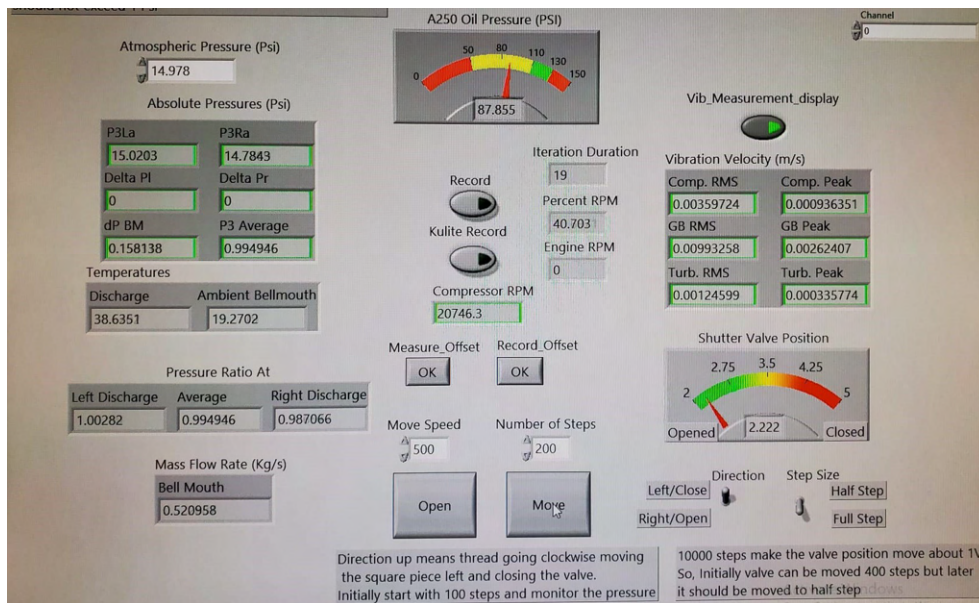 should not exceed 1 Psi
A250 Oil Pressure (PSI)
Channel
0
Atmospheric Pressure (Psi)
14.978
0
50
80
110
130
150
87.855
Absolute Pressures (Psi)
P3La
P3Ra
15.0203
14.7843
Delta Pl
Delta Pr
0
0
dP BM
P3 Average
0.158138
0.994946
Temperatures
Discharge
Ambient Bellmouth
38.6351
19.2702
Pressure Ratio At
Left Discharge
Average
Right Discharge
1.00282
0.994946
0.987066
Mass Flow Rate (Kg/s)
Bell Mouth
0.520958
Iteration Duration
19
Record
Percent RPM
40.703
Kulite Record
Engine RPM
0
Compressor RPM
20746.3
Measure_Offset
Record_Offset
OK
OK
Move Speed
Number of Steps
500
200
Open
Move
Vib_Measurement_display
Vibration Velocity (m/s)
Comp. RMS
Comp. Peak
0.00359724
0.000936351
GB RMS
GB Peak
0.00993258
0.00262407
Turb. RMS
Turb. Peak
0.00124599
0.000335774
Shutter Valve Position
2
2.75
3.5
4.25
5
Opened
2.222
Closed
Direction
Step Size
Left/Close
Half Step
Right/Open
Full Step
Direction up means thread going clockwise moving
the square piece left and closing the valve.
Initially start with 100 steps and monitor the pressure
10000 steps make the valve position move about 1V
So, Initially valve can be moved 400 steps but later
it should be moved to half step